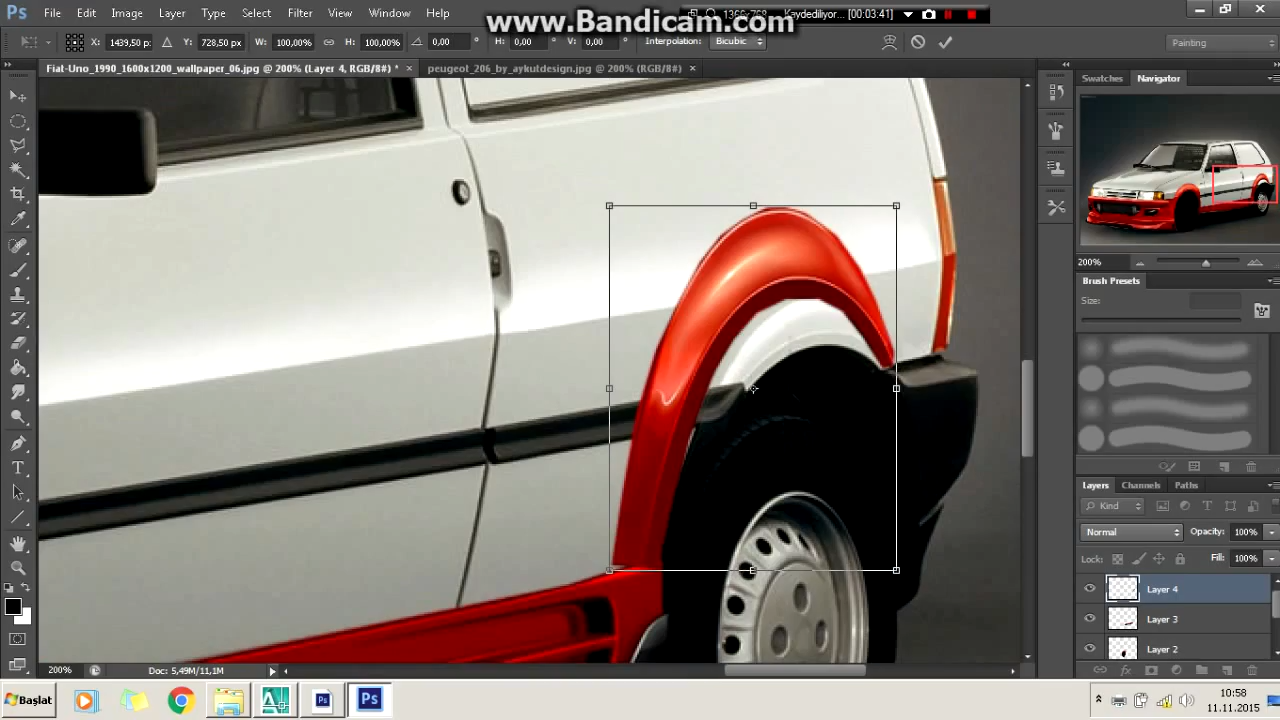 www.Bandicam.com
1366x768 Kaydediliyor... [00:03:41]
Ps File Edit Image Layer Type Select Filter View Window Help
X: 1439,50 p: Y: 728,50 px W: 100,00% H: 100,00% 0,00 ° H: 0,00 ° V: 0,00 ° Interpolation: Bicubic Painting
Fiat-Uno_1990_1600x1200_wallpaper_06.jpg @ 200% (Layer 4, RGB/8#) * × peugeot_206_by_aykutdesign.jpg @ 200% (RGB/8#) ×
Swatches Navigator
200%
Brush Presets
Size:
Layers Channels Paths
Kind
Normal Opacity: 100%
Lock: Fill: 100%
Layer 4
Layer 3
Layer 2
200% Doc: 5,49M/11,1M
Başlat Ps Ps
10:58
11.11.2015